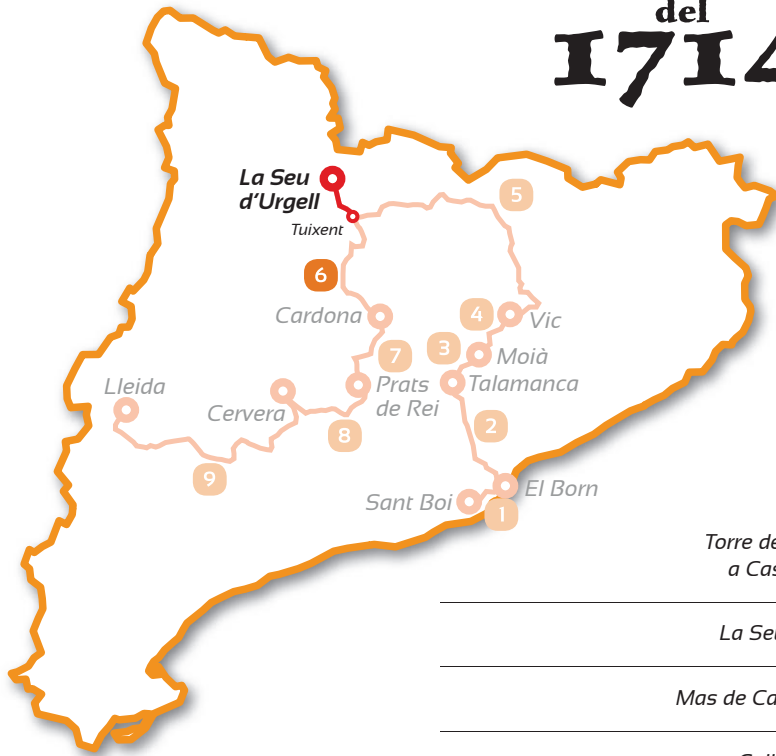 del
1714
La Seu
d'Urgell
Tuixent
5
6
Cardona
4
Vic
3
Moià
7
Lleida
Prats
de Rei
Talamanca
Cervera
2
8
9
El Born
Sant Boi
1
Torre de
a Cas
La Seu
Mas de Ca